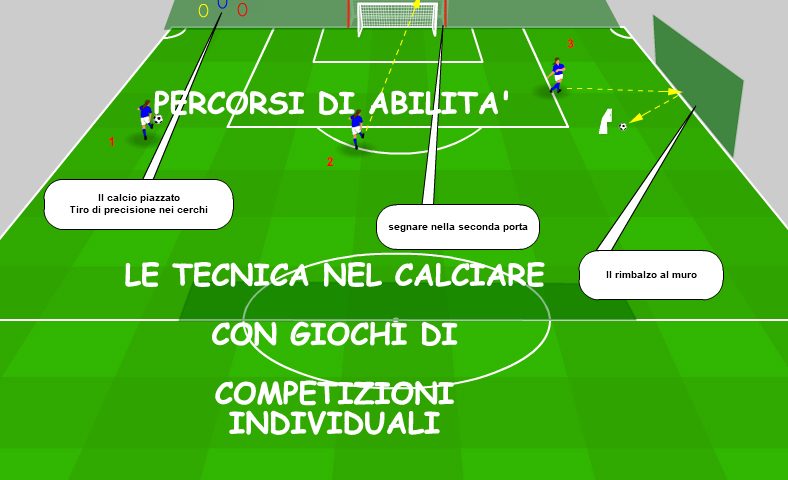 3
PERCORSI DI ABILITA'
1
2
Il calcio piazzato
Tiro di precisione nei cerchi
segnare nella seconda porta
Il rimbalzo al muro
LE TECNICA NEL CALCIARE
CON GIOCHI DI
COMPETIZIONI
INDIVIDUALI